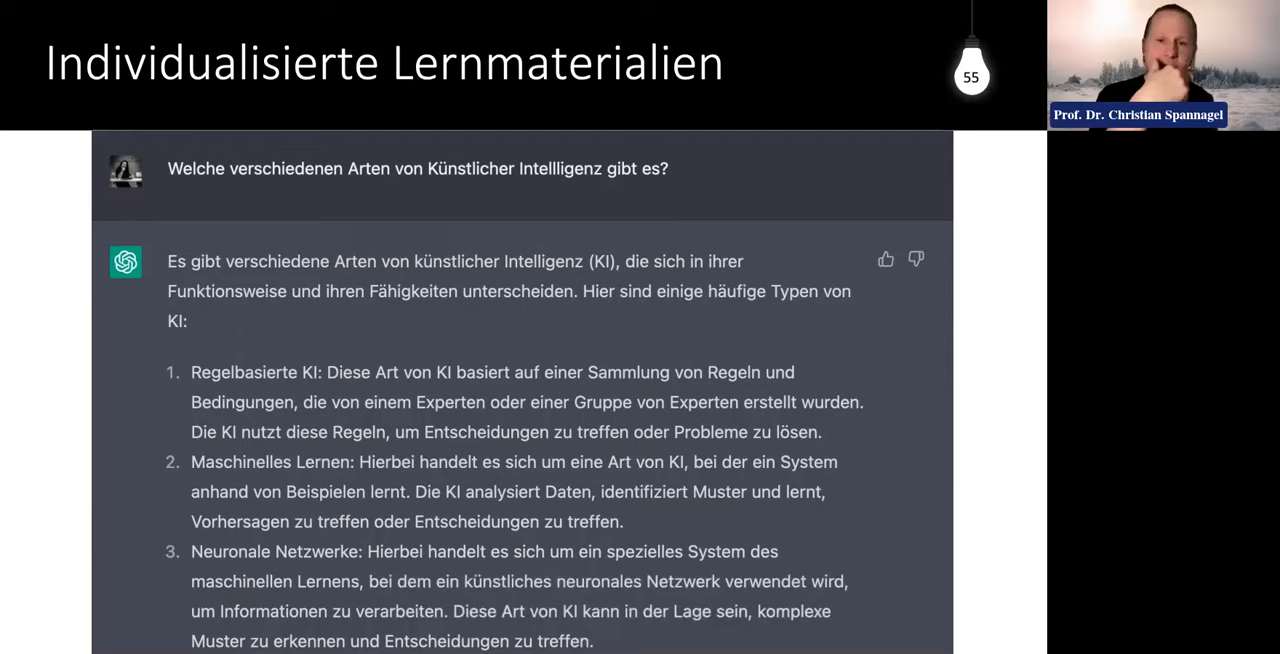 Individualisierte Lernmaterialien
55
Prof. Dr. Christian Spannagel
Welche verschiedenen Arten von Künstlicher Intellligenz gibt es?
Es gibt verschiedene Arten von künstlicher Intelligenz (KI), die sich in ihrer
Funktionsweise und ihren Fähigkeiten unterscheiden. Hier sind einige häufige Typen von
KI:
1. Regelbasierte KI: Diese Art von KI basiert auf einer Sammlung von Regeln und
Bedingungen, die von einem Experten oder einer Gruppe von Experten erstellt wurden.
Die KI nutzt diese Regeln, um Entscheidungen zu treffen oder Probleme zu lösen.
2. Maschinelles Lernen: Hierbei handelt es sich um eine Art von KI, bei der ein System
anhand von Beispielen lernt. Die KI analysiert Daten, identifiziert Muster und lernt,
Vorhersagen zu treffen oder Entscheidungen zu treffen.
3. Neuronale Netzwerke: Hierbei handelt es sich um ein spezielles System des
maschinellen Lernens, bei dem ein künstliches neuronales Netzwerk verwendet wird,
um Informationen zu verarbeiten. Diese Art von KI kann in der Lage sein, komplexe
Muster zu erkennen und Entscheidungen zu treffen.